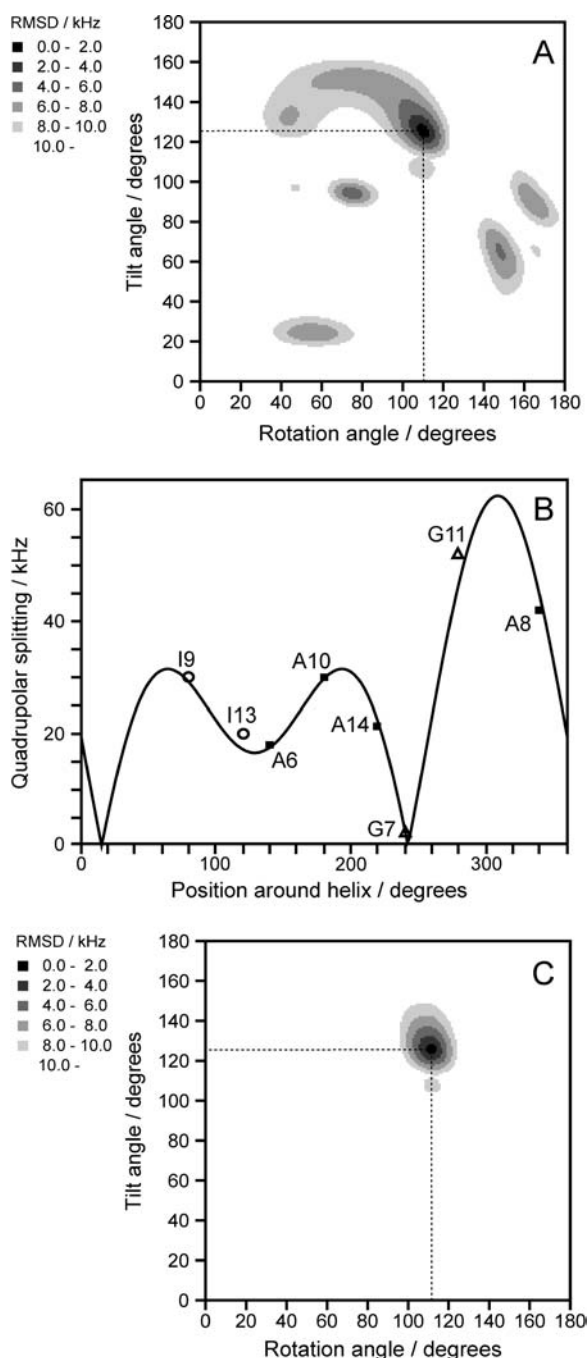 RMSD / kHz
0.0 - 2.0
2.0 - 4.0
4.0 - 6.0
6.0 - 8.0
8.0 - 10.0
10.0 -
A
180
160
140
120
100
80
60
40
20
0
Tilt angle / degrees
0 20 40 60 80 100 120 140 160 180
Rotation angle / degrees
B
60
40
20
0
Quadrupolar splitting / kHz
G11
A8
I9
A10
I13
A6
A14
G7
0 100 200 300
Position around helix / degrees
RMSD / kHz
0.0 - 2.0
2.0 - 4.0
4.0 - 6.0
6.0 - 8.0
8.0 - 10.0
10.0 -
C
180
160
140
120
100
80
60
40
20
0
Tilt angle / degrees
0 20 40 60 80 100 120 140 160 180
Rotation angle / degrees